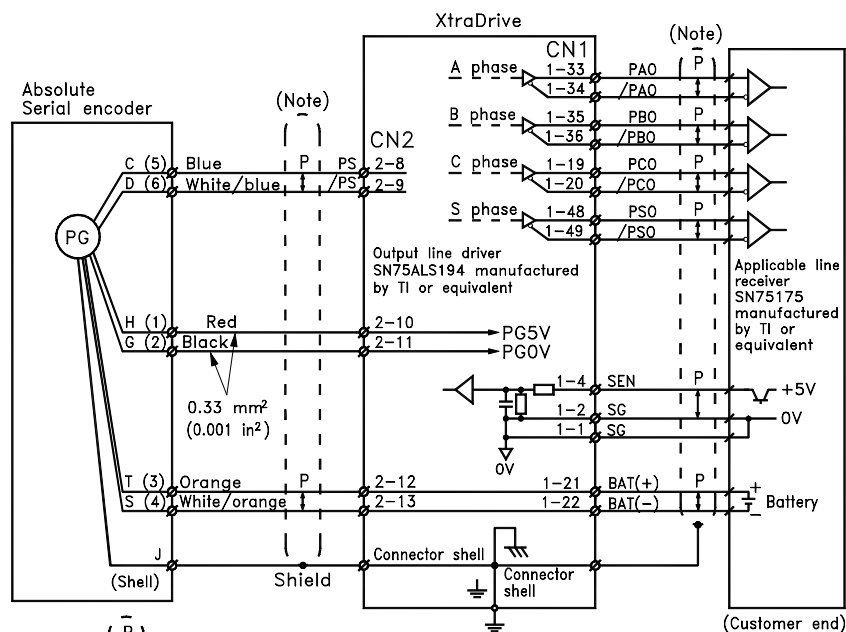 XtraDrive
(Note)
CN1
A phase 1-33 PAO P
1-34 /PAO
Absolute
Serial encoder
(Note)
B phase 1-35 PBO P
1-36 /PBO
CN2
C (5) Blue P PS 2-8
D (6) White/blue /PS 2-9
C phase 1-19 PCO P
1-20 /PCO
S phase 1-48 PSO P
1-49 /PSO
PG
Output line driver
SN75ALS194 manufactured
by TI or equivalent
Applicable line
receiver
SN75175
manufactured
by TI or
equivalent
H (1) Red 2-10 PG5V
G (2) Black 2-11 PG0V
0.33 mm²
(0.001 in²)
1-4 SEN P +5V
1-2 SG 0V
1-1 SG
0V
T (3) Orange P 2-12 1-21 BAT(+) P +
S (4) White/orange 2-13 1-22 BAT(-) - Battery
J
(Shell)
Shield
Connector shell
Connector
shell
(Customer end)
P